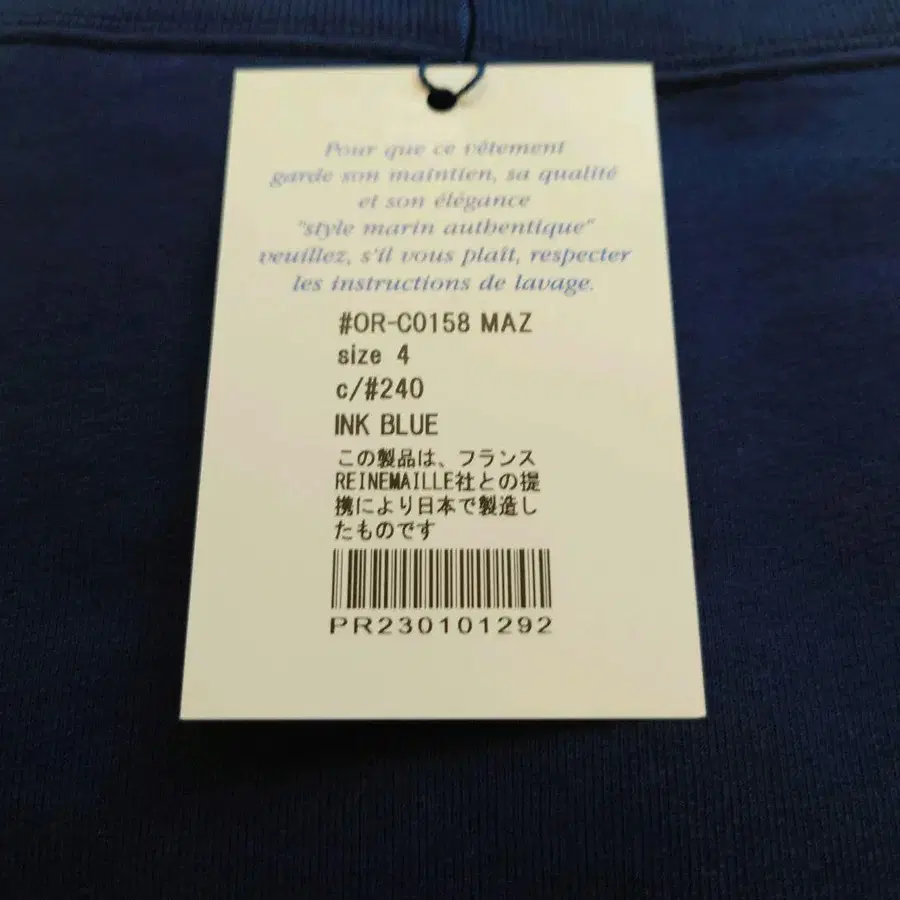 Pour que ce vêtement
garde son maintien, sa qualité
et son élégance
"style marin authentique"
veuillez, s'il vous plaît, respecter
les instructions de lavage.
#OR-C0158 MAZ
size 4
c/#240
INK BLUE
この製品は、フランス
REINEMAILLE社との提
携により日本で製造し
たものです
PR230101292